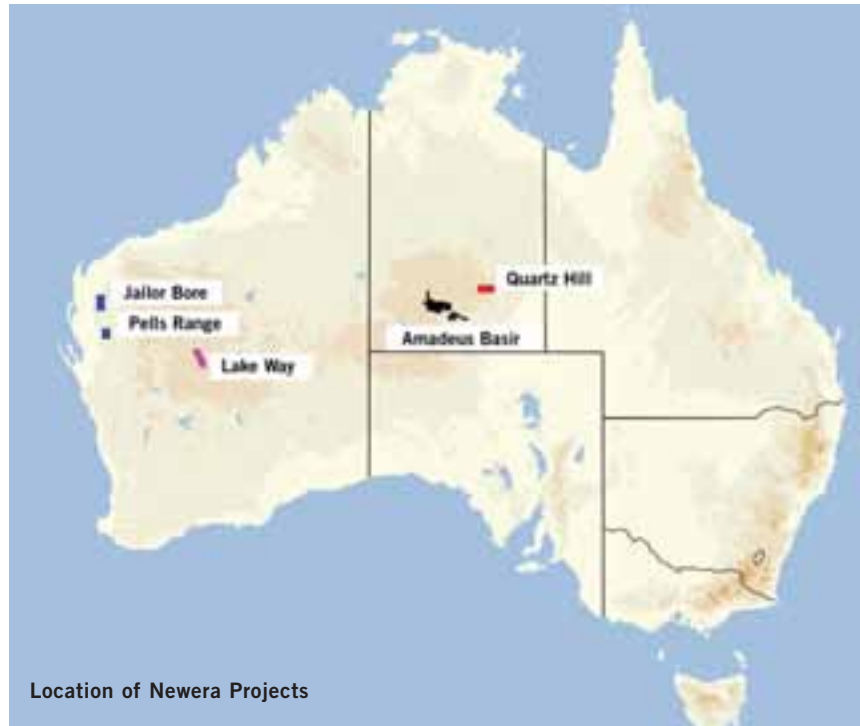 Jailor Bore
Pells Range
Lake Way
Quartz Hill
Amadeus Basir
Location of Newera Projects